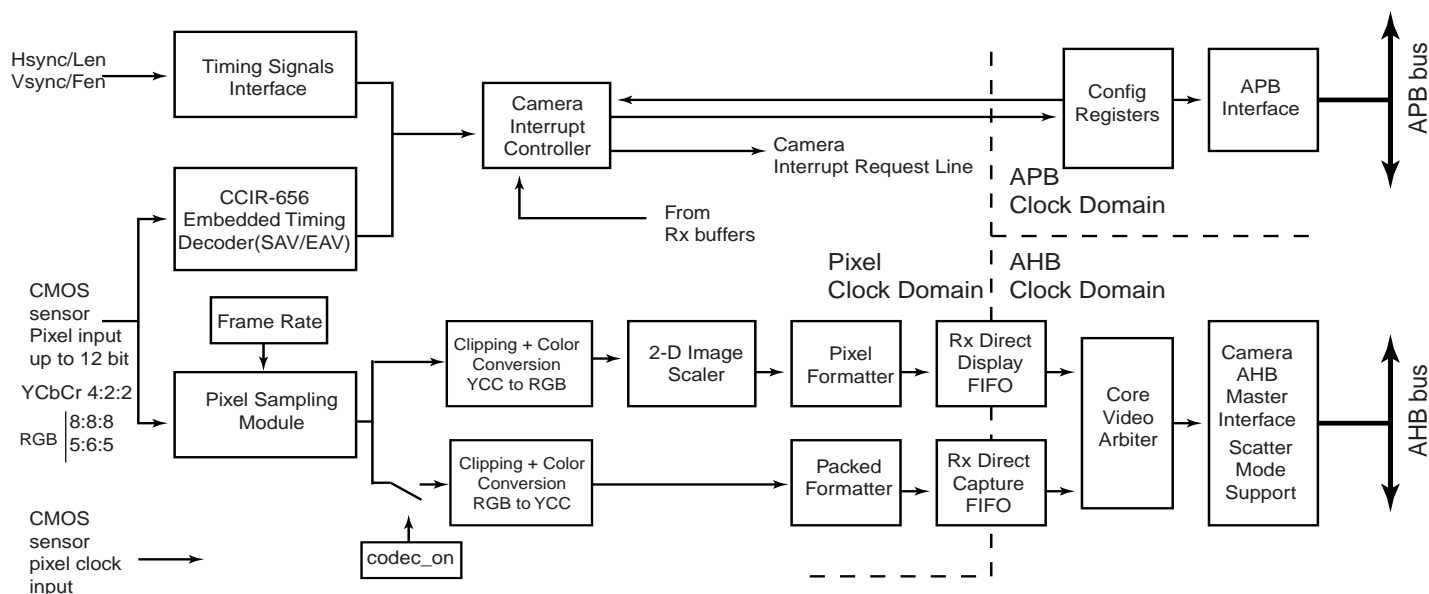 Hsync/Len
Vsync/Fen
Timing Signals
Interface
CCIR-656
Embedded Timing
Decoder(SAV/EAV)
Camera
Interrupt
Controller
Camera
Interrupt Request Line
From
Rx buffers
Config
Registers
APB
Interface
APB bus
APB
Clock Domain
Pixel
Clock Domain
AHB
Clock Domain
CMOS
sensor
Pixel input
up to 12 bit
YCbCr 4:2:2
RGB
8:8:8
5:6:5
Frame Rate
Pixel Sampling
Module
Clipping + Color
Conversion
YCC to RGB
2-D Image
Scaler
Pixel
Formatter
Rx Direct
Display
FIFO
Clipping + Color
Conversion
RGB to YCC
Packed
Formatter
Rx Direct
Capture
FIFO
Core
Video
Arbiter
Camera
AHB
Master
Interface
Scatter
Mode
Support
AHB bus
codec_on
CMOS
sensor
pixel clock
input